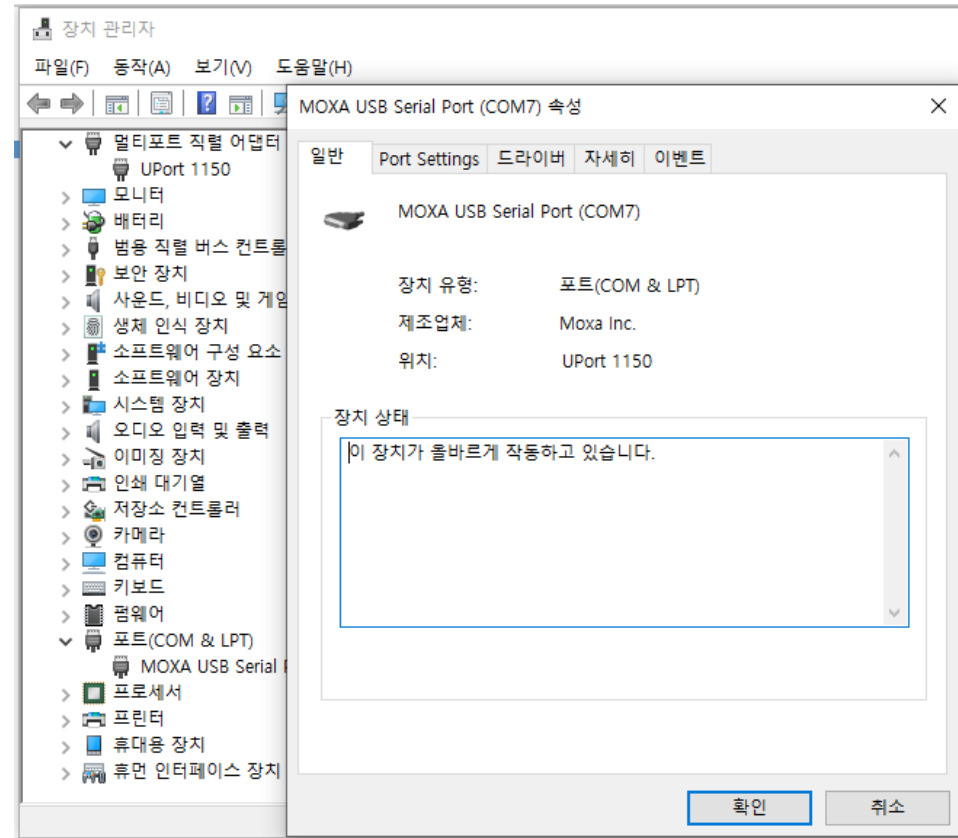 장치 관리자
파일(F) 동작(A) 보기(V) 도움말(H)
멀티포트 직렬 어댑터
UPort 1150
모니터
배터리
범용 직렬 버스 컨트롤
보안 장치
사운드, 비디오 및 게임
생체 인식 장치
소프트웨어 구성 요소
소프트웨어 장치
시스템 장치
오디오 입력 및 출력
이미징 장치
인쇄 대기열
저장소 컨트롤러
카메라
컴퓨터
키보드
펌웨어
포트(COM & LPT)
MOXA USB Serial
프로세서
프린터
휴대용 장치
휴먼 인터페이스 장치
MOXA USB Serial Port (COM7) 속성
일반 Port Settings 드라이버 자세히 이벤트
MOXA USB Serial Port (COM7)
장치 유형: 포트(COM & LPT)
제조업체: Moxa Inc.
위치: UPort 1150
장치 상태
이 장치가 올바르게 작동하고 있습니다.
확인 취소